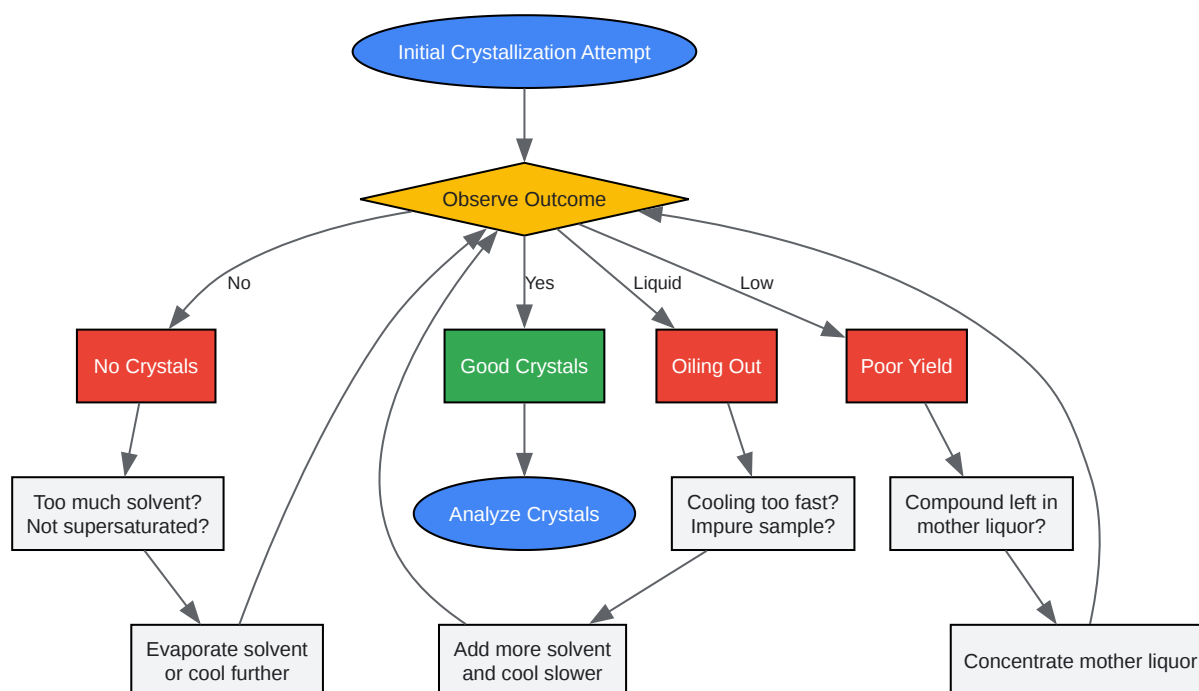 Initial Crystallization Attempt
Observe Outcome
No
Yes
Liquid
Low
No Crystals
Good Crystals
Oiling Out
Poor Yield
Too much solvent?
Not supersaturated?
Analyze Crystals
Cooling too fast?
Impure sample?
Compound left in
mother liquor?
Evaporate solvent
or cool further
Add more solvent
and cool slower
Concentrate mother liquor